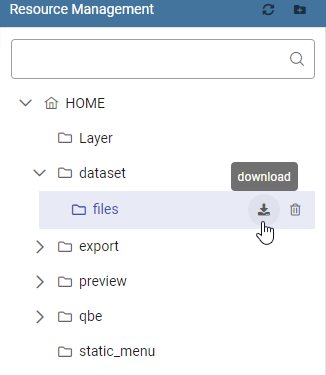 Resource Management
HOME
Layer
dataset
download
files
export
preview
qbe
static_menu